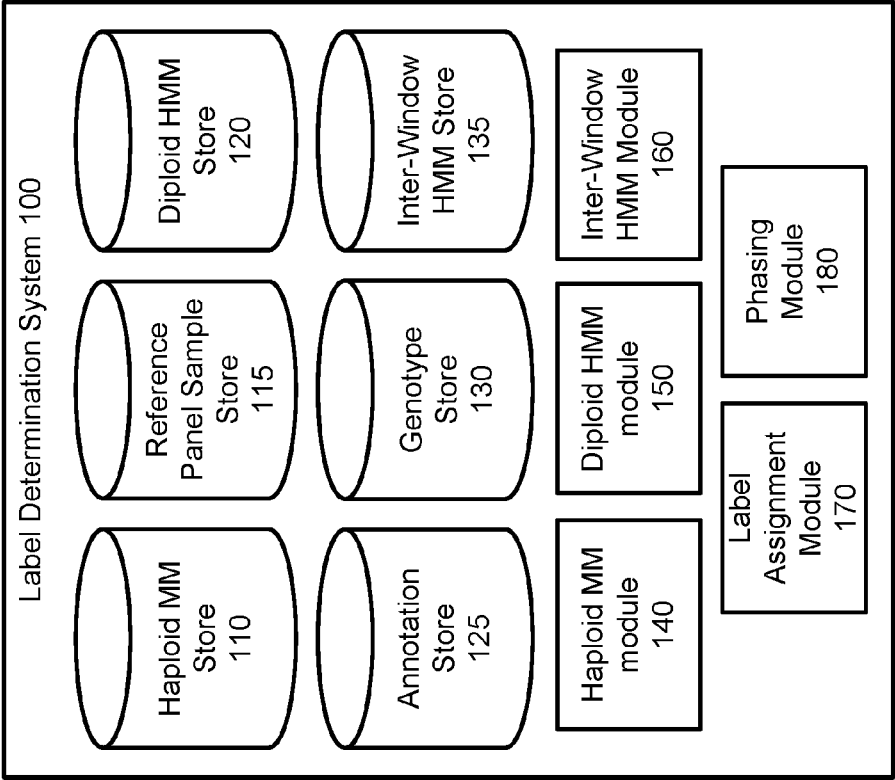 Label Determination System 100
Haploid MM
Store
110
Reference
Panel Sample
Store
115
Diploid HMM
Store
120
Annotation
Store
125
Genotype
Store
130
Inter-Window
HMM Store
135
Haploid MM
module
140
Diploid HMM
module
150
Inter-Window
HMM Module
160
Label
Assignment
Module
170
Phasing
Module
180